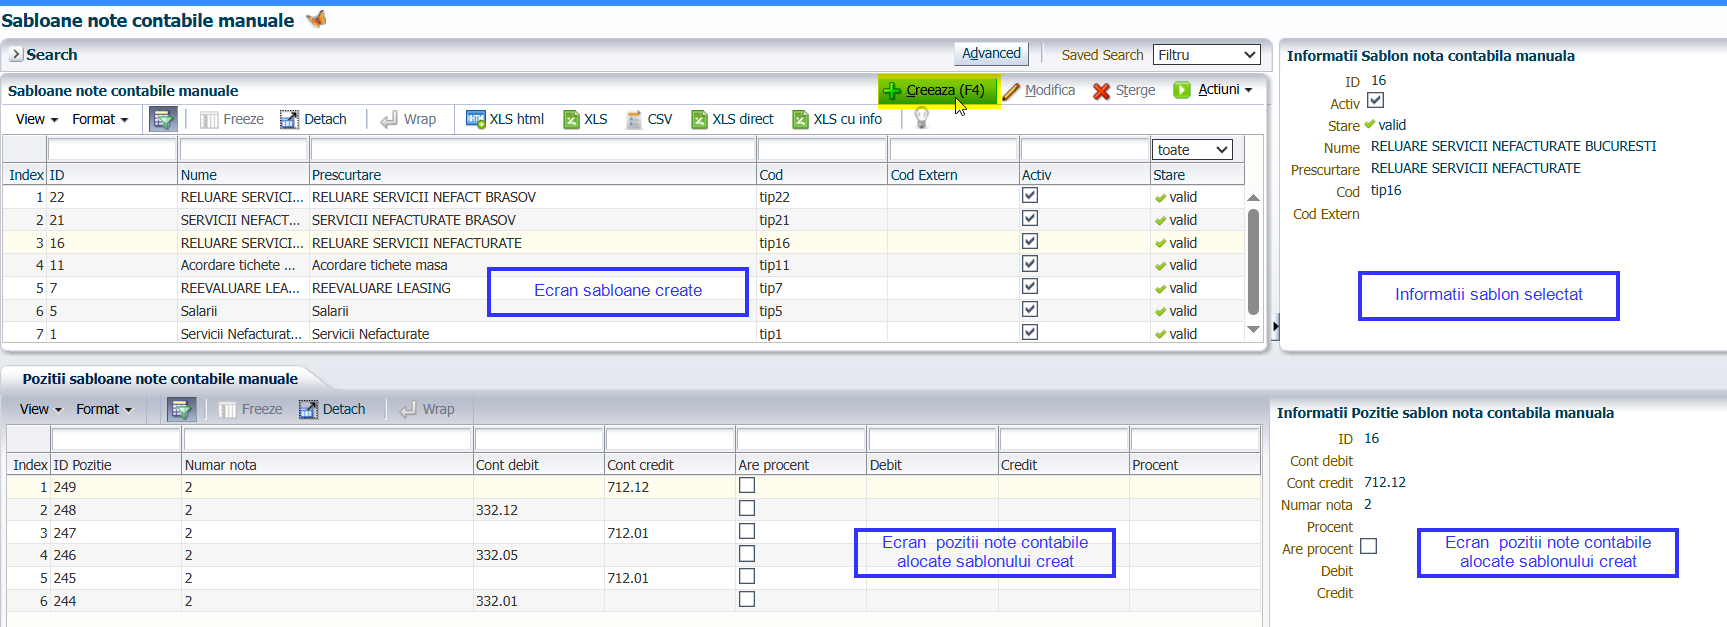 Sabloane note contabile manuale
Search
Advanced
Saved Search
Filtru
Sabloane note contabile manuale
Creeaza (F4)
Modifica
Sterge
Actiuni
View
Format
Freeze
Detach
Wrap
XLS html
XLS
CSV
XLS direct
XLS cu info
toate
Index ID Nume Prescurtare Cod Cod Extern Activ Stare
1 22 RELUARE SERVICI... RELUARE SERVICII NEFACT BRASOV tip22 valid
2 21 SERVICII NEFACT... SERVICII NEFACTURATE BRASOV tip21 valid
3 16 RELUARE SERVICI... RELUARE SERVICII NEFACTURATE tip16 valid
4 11 Acordare tichete ... Acordare tichete masa tip11 valid
5 7 REEVALUARE LEA... REEVALUARE LEASING tip7 valid
6 5 Salarii Salarii tip5 valid
7 1 Servicii Nefacturat... Servicii Nefacturate tip1 valid
Ecran sabloane create
Informatii Sablon nota contabila manuala
ID 16
Activ
Stare valid
Nume RELUARE SERVICII NEFACTURATE BUCURESTI
Prescurtare RELUARE SERVICII NEFACTURATE
Cod tip16
Cod Extern
Informatii sablon selectat
Pozitii sabloane note contabile manuale
View
Format
Freeze
Detach
Wrap
Index ID Pozitie Numar nota Cont debit Cont credit Are procent Debit Credit Procent
1 249 2 712.12
2 248 2 332.12
3 247 2 712.01
4 246 2 332.05
5 245 2 712.01
6 244 2 332.01
Ecran pozitii note contabile
alocate sablonului creat
Informatii Pozitie sablon nota contabila manuala
ID 16
Cont debit
Cont credit 712.12
Numar nota 2
Procent
Are procent
Debit
Credit
Ecran pozitii note contabile
alocate sablonului creat